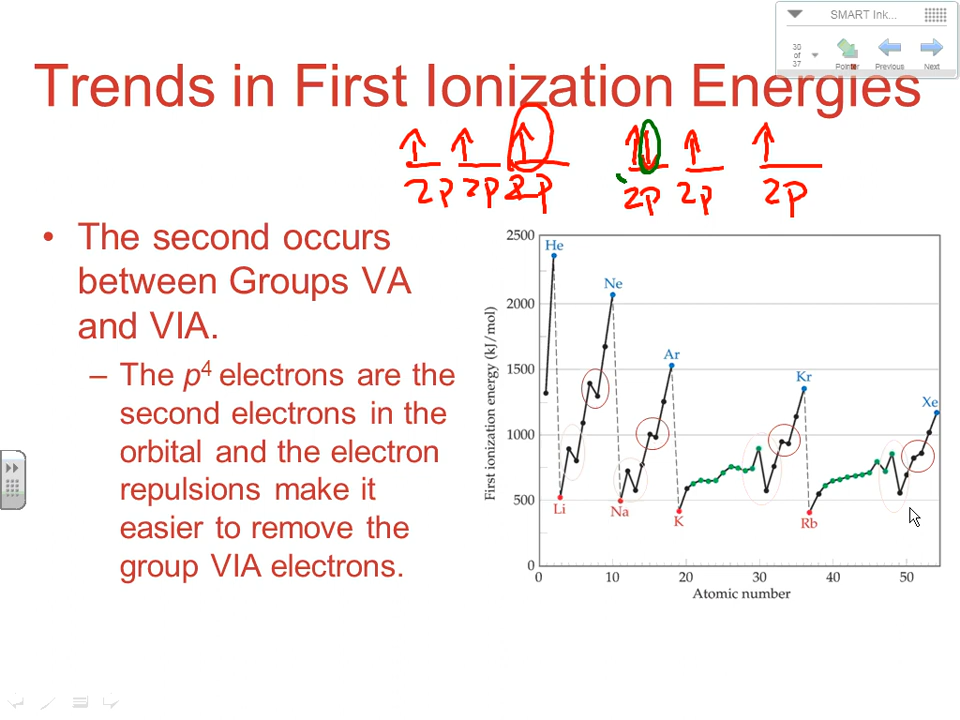 SMART Ink...
30
of
37
Pointer
Previous
Next
Trends in First Ionization Energies
2p 2p 2p 2p 2p 2p
• The second occurs
between Groups VA
and VIA.
– The p⁴ electrons are the
second electrons in the
orbital and the electron
repulsions make it
easier to remove the
group VIA electrons.
First ionization energy (kJ/mol)
2500
2000
1500
1000
500
0
He
Ne
Ar
Kr
Xe
Li
Na
K
Rb
0 10 20 30 40 50
Atomic number